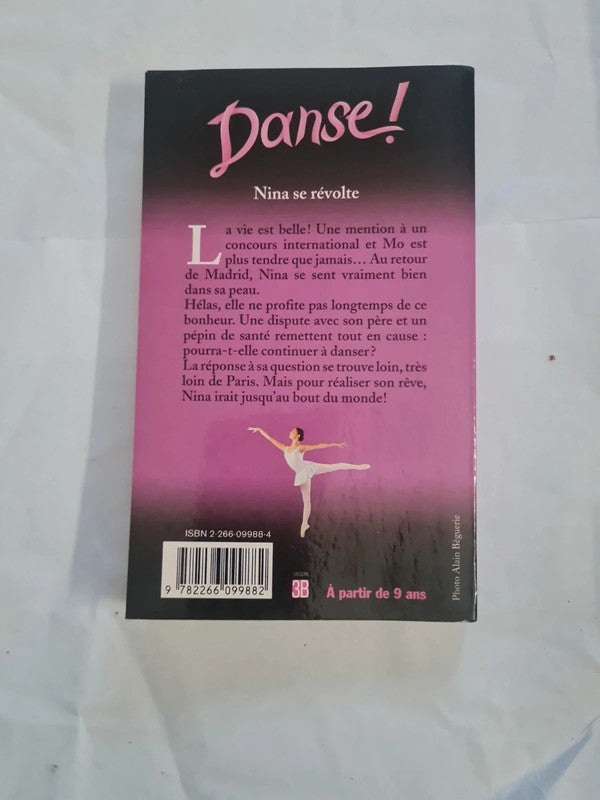 Danse!
Nina se révolte
La vie est belle! Une mention à un
concours international et Mo est
plus tendre que jamais… Au retour
de Madrid, Nina se sent vraiment bien
dans sa peau.
Hélas, elle ne profite pas longtemps de ce
bonheur. Une dispute avec son père et un
pépin de santé remettent tout en cause :
pourra-t-elle continuer à danser?
La réponse à sa question se trouve loin, très
loin de Paris. Mais pour réaliser son rêve,
Nina irait jusqu'au bout du monde!
ISBN 2-266-09988-4
9 782266 099882
3B
À partir de 9 ans
Photo Alain Béguerie